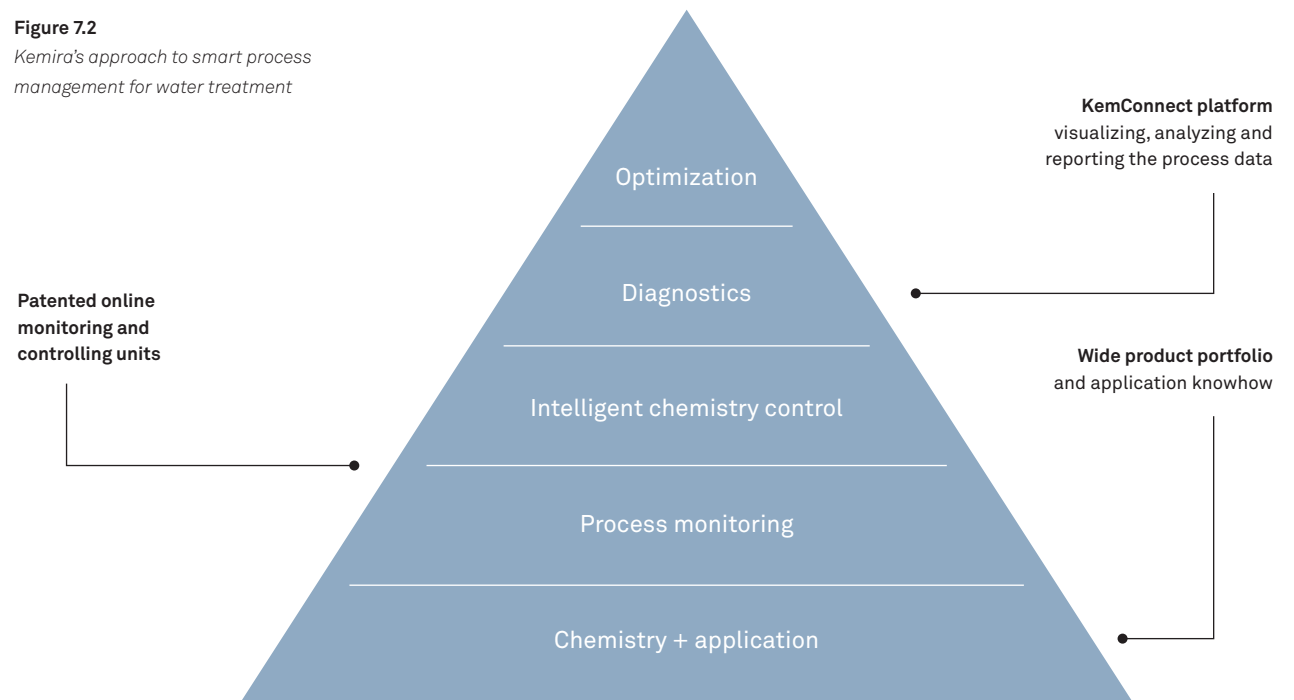 Figure 7.2
Kemira's approach to smart process
management for water treatment
KemConnect platform
visualizing, analyzing and
reporting the process data
Optimization
Diagnostics
Patented online
monitoring and
controlling units
Wide product portfolio
and application knowhow
Intelligent chemistry control
Process monitoring
Chemistry + application